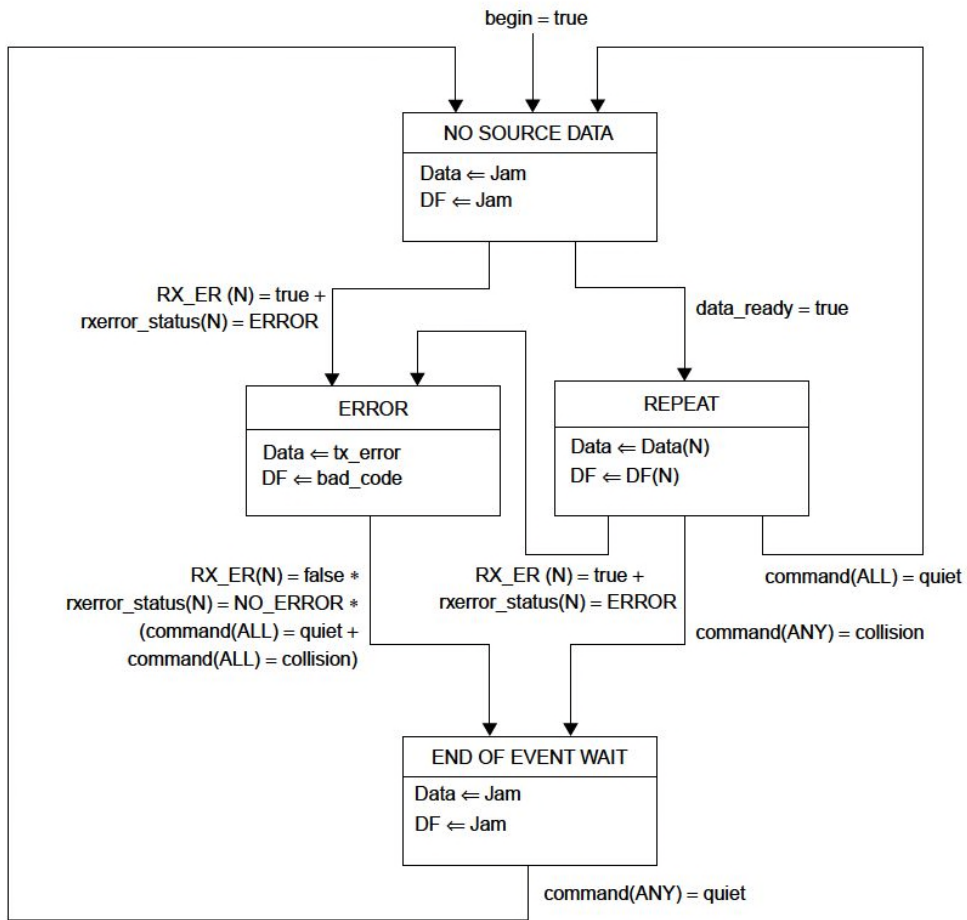 begin = true
NO SOURCE DATA
Data ⇐ Jam
DF ⇐ Jam
RX_ER (N) = true +
rxerror_status(N) = ERROR
data_ready = true
ERROR
Data ⇐ tx_error
DF ⇐ bad_code
REPEAT
Data ⇐ Data(N)
DF ⇐ DF(N)
RX_ER(N) = false *
rxerror_status(N) = NO_ERROR *
(command(ALL) = quiet +
command(ALL) = collision)
RX_ER (N) = true +
rxerror_status(N) = ERROR
command(ALL) = quiet
command(ANY) = collision
END OF EVENT WAIT
Data ⇐ Jam
DF ⇐ Jam
command(ANY) = quiet